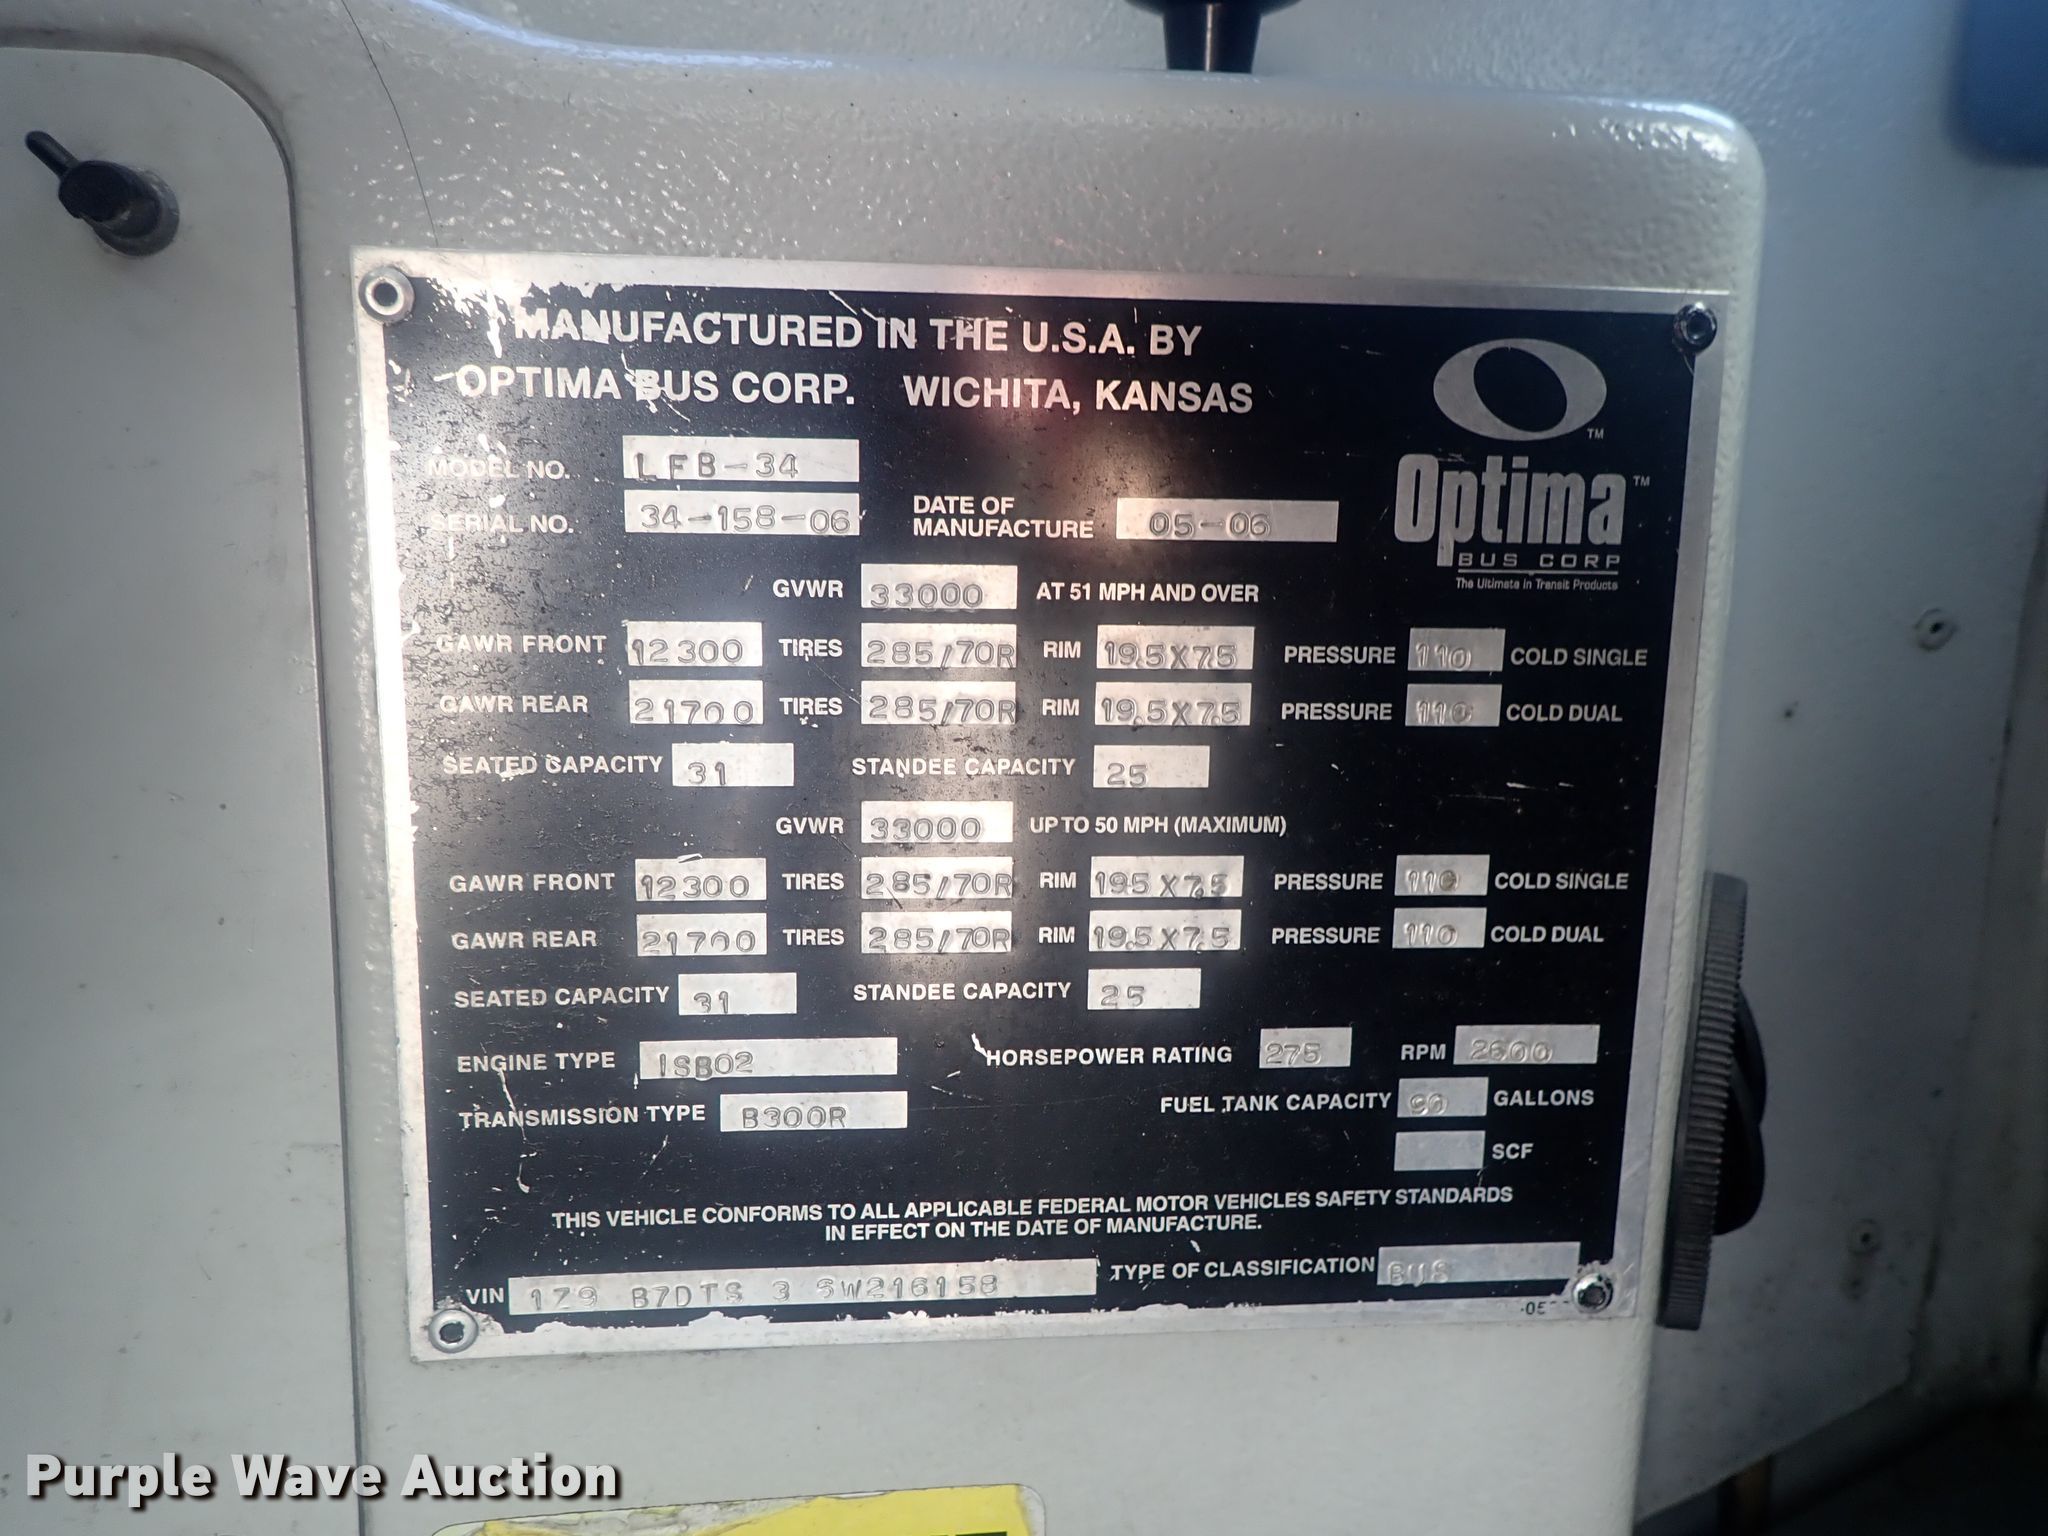 MANUFACTURED IN THE U.S.A. BY
OPTIMA BUS CORP. WICHITA, KANSAS
Optima™
BUS CORP
The Ultimate in Transit Products
MODEL NO. LFB-34
SERIAL NO. 34-158-06 DATE OF MANUFACTURE 05-06
GVWR 33000 AT 51 MPH AND OVER
GAWR FRONT 12300 TIRES 285/70R RIM 19.5X7.5 PRESSURE 110 COLD SINGLE
GAWR REAR 21700 TIRES 285/70R RIM 19.5X7.5 PRESSURE 110 COLD DUAL
SEATED CAPACITY 31 STANDEE CAPACITY 25
GVWR 33000 UP TO 50 MPH (MAXIMUM)
GAWR FRONT 12300 TIRES 285/70R RIM 19.5X7.5 PRESSURE 110 COLD SINGLE
GAWR REAR 21700 TIRES 285/70R RIM 19.5X7.5 PRESSURE 110 COLD DUAL
SEATED CAPACITY 31 STANDEE CAPACITY 25
ENGINE TYPE ISB02 HORSEPOWER RATING 275 RPM 2600
TRANSMISSION TYPE B300R FUEL TANK CAPACITY 90 GALLONS
SCF
THIS VEHICLE CONFORMS TO ALL APPLICABLE FEDERAL MOTOR VEHICLES SAFETY STANDARDS
IN EFFECT ON THE DATE OF MANUFACTURE.
VIN 1Z9 B7DTS 3 6W216158 TYPE OF CLASSIFICATION BUS
Purple Wave Auction